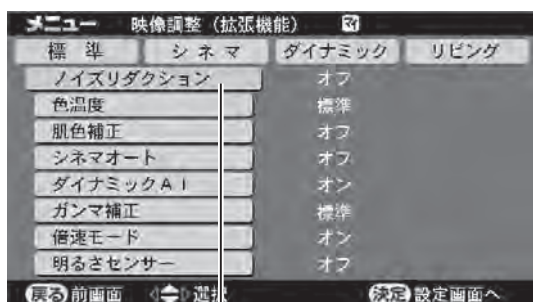 メニュー 映像調整（拡張機能） マイ
標準 シネマ ダイナミック リビング
ノイズリダクション オフ
色温度 標準
肌色補正 オフ
シネマオート オフ
ダイナミックAI オン
ガンマ補正 標準
倍速モード オン
明るさセンサー オフ
戻る 前画面 選択 決定 設定画面へ